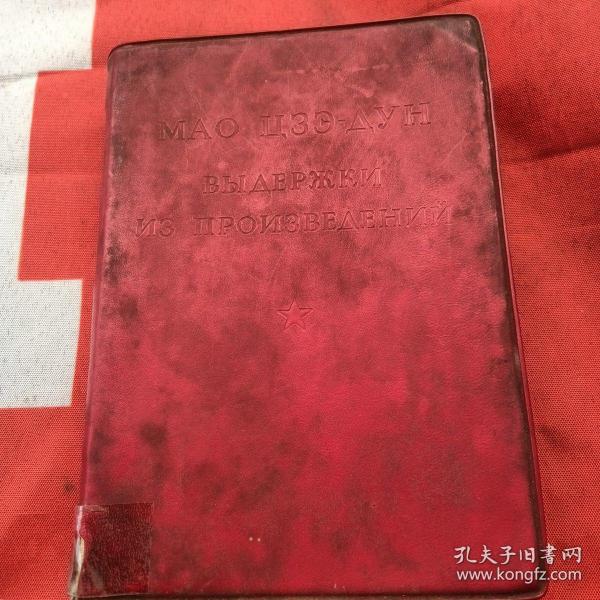 МАО ЦЗЭ-ДУН
ВЫДЕРЖКИ
ИЗ ПРОИЗВЕДЕНИЙ
孔夫子旧书网
www.kongfz.com